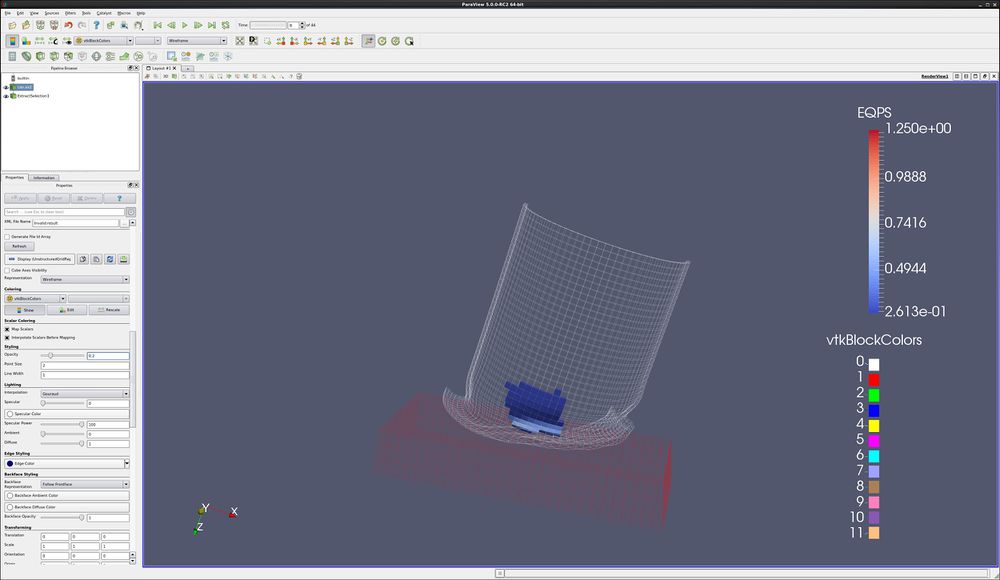 ParaView 5.0.0-RC2 64-bit
File Edit View Sources Filters Tools Catalyst Macros Help
Time: 0 of 44
vtkBlockColors Wireframe
Pipeline Browser
builtin:
can.ex2
ExtractSelection1
Layout #1
RenderView1
Properties Information
Properties
Apply Reset Delete ?
Search ... (use Esc to clear text)
XML File Name Invalid result
Generate File Id Array
Refresh
Display (UnstructuredGridRep
Cube Axes Visibility
Representation Wireframe
Coloring
vtkBlockColors
Show Edit Rescale
Scalar Coloring
Map Scalars
Interpolate Scalars Before Mapping
Styling
Opacity 0.2
Point Size 2
Line Width 1
Lighting
Interpolation Gouraud
Specular 0
Specular Color
Specular Power 100
Ambient 0
Diffuse 1
Edge Styling
Edge Color
Backface Styling
Backface Representation Follow Frontface
Backface Ambient Color
Backface Diffuse Color
Backface Opacity 1
Transforming
Translation 0 0 0
Scale 1 1 1
Orientation 0 0 0
EQPS
1.250e+00
0.9888
0.7416
0.4944
2.613e-01
vtkBlockColors
0
1
2
3
4
5
6
7
8
9
10
11
Y
X
Z